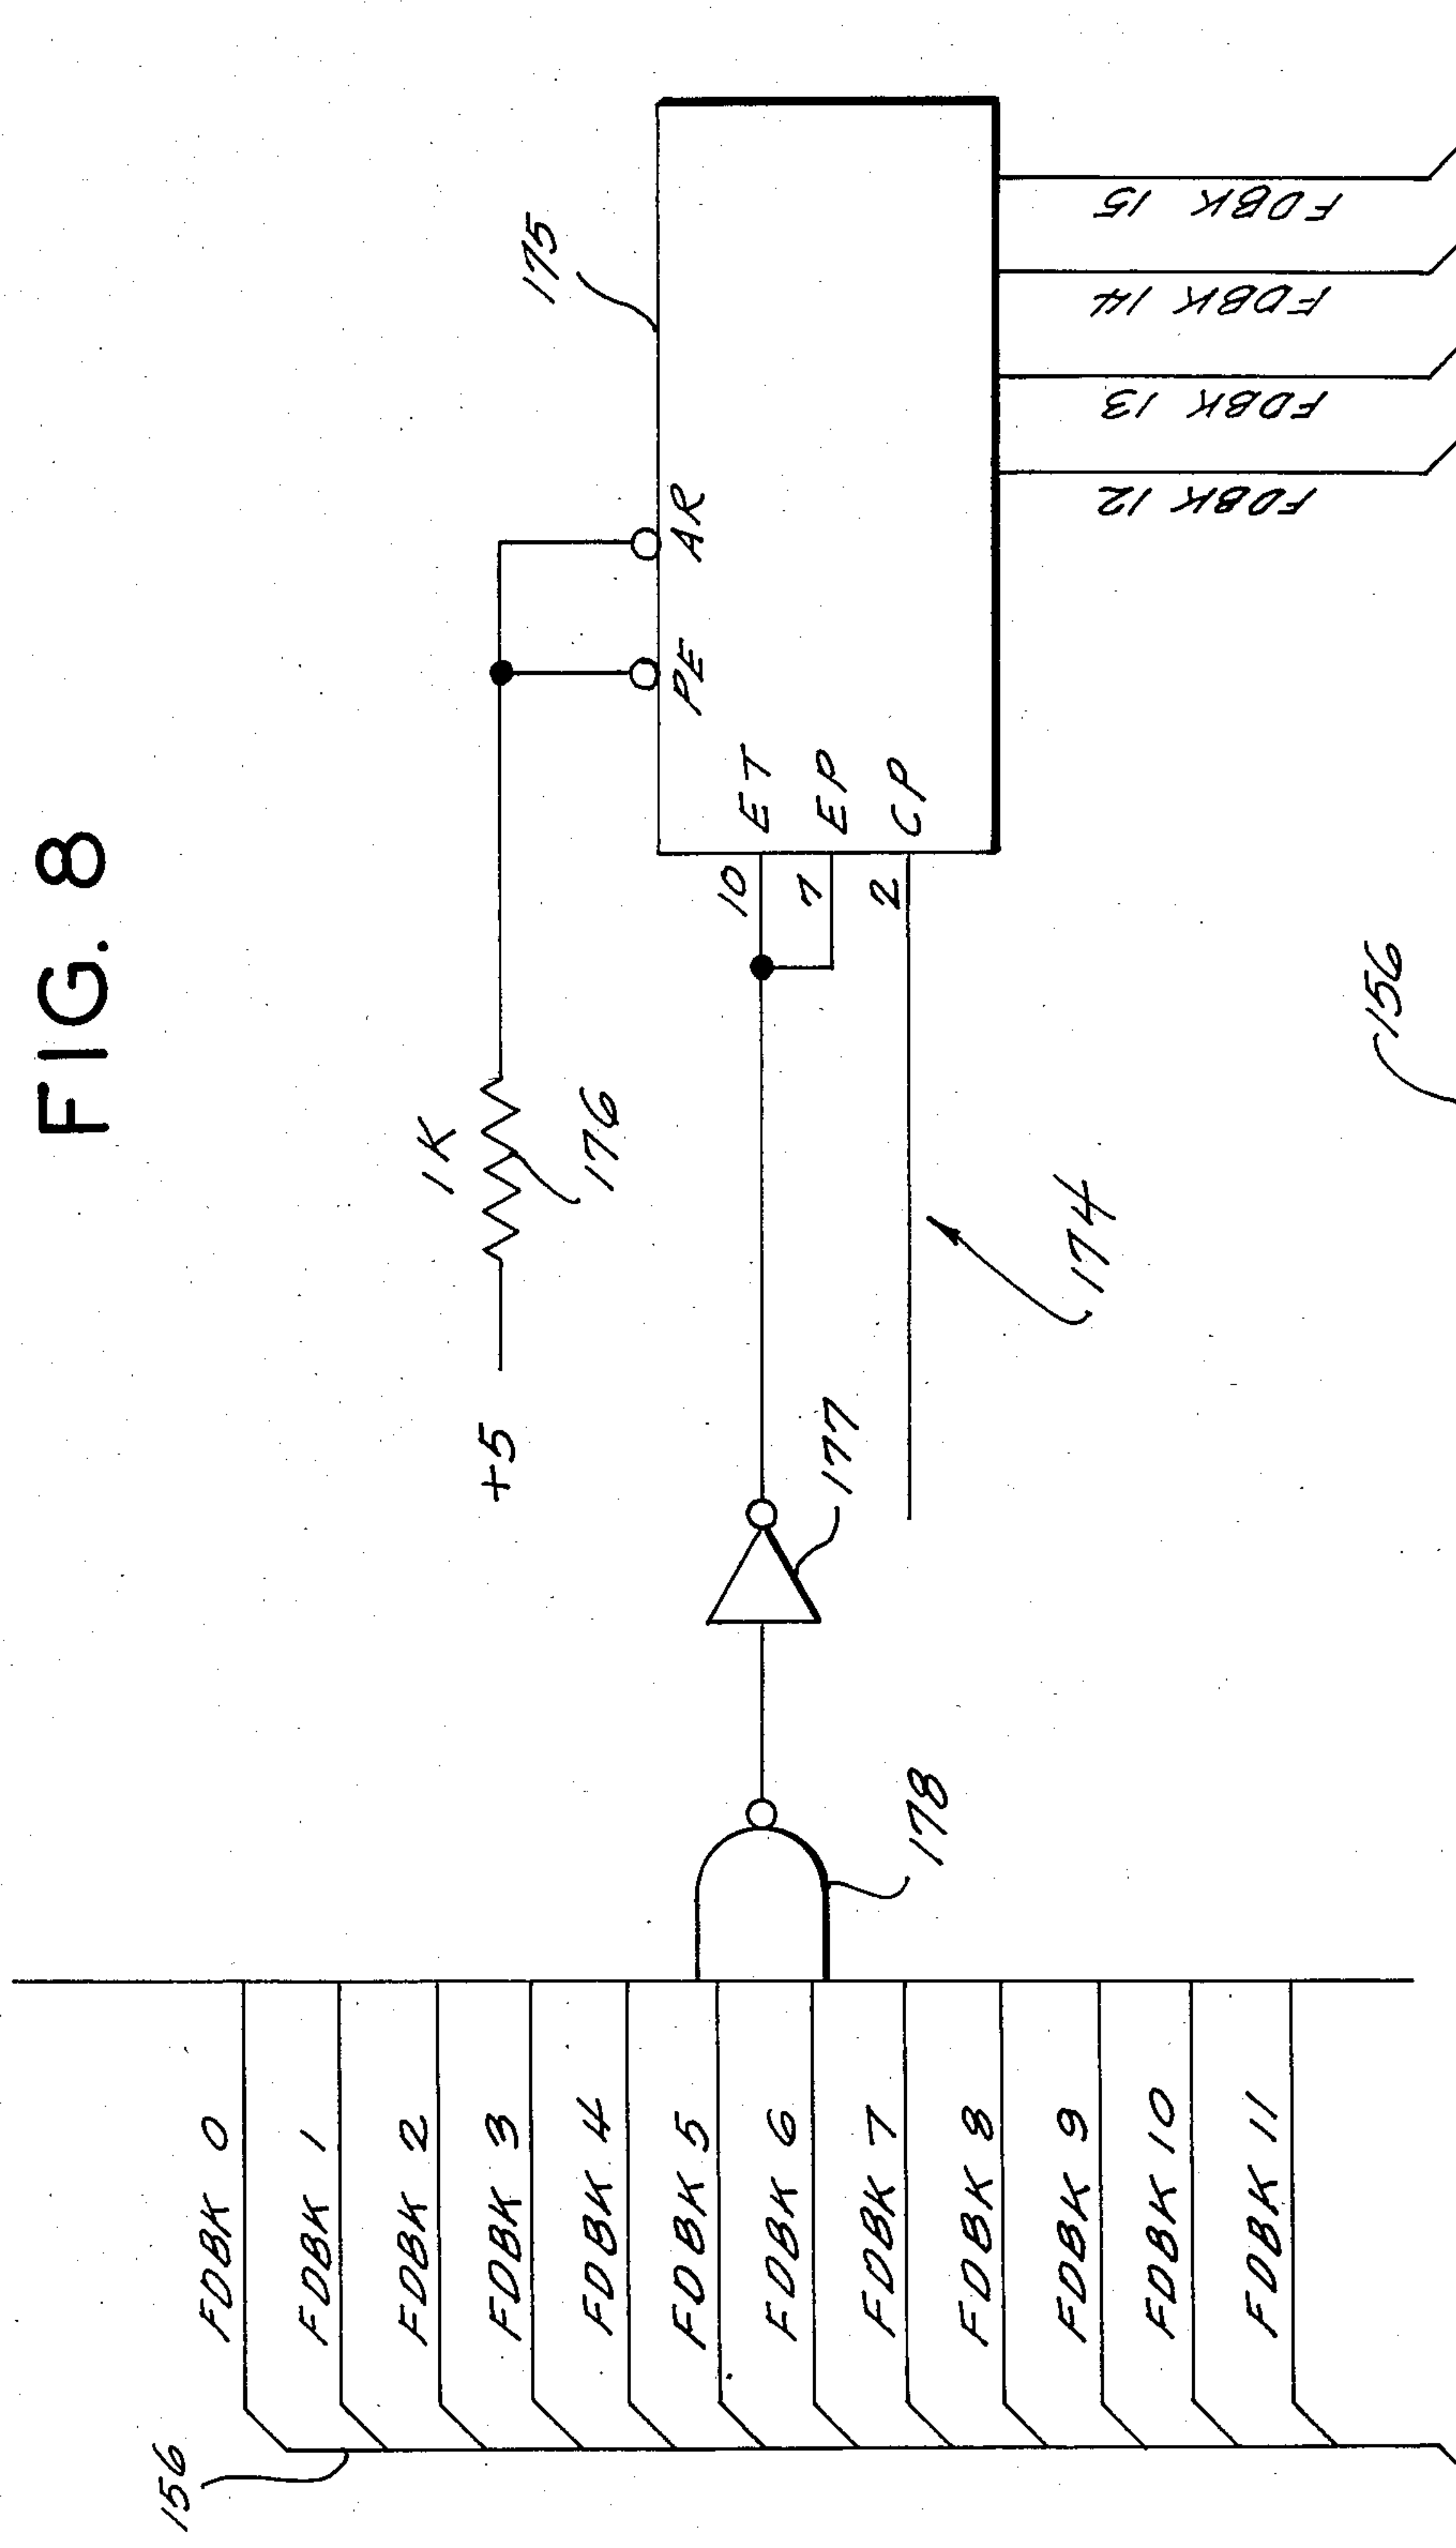 FIG. 8
156
FDBK 0
FDBK 1
FDBK 2
FDBK 3
FDBK 4
FDBK 5
FDBK 6
FDBK 7
FDBK 8
FDBK 9
FDBK 10
FDBK 11
178
177
+5
1K
176
174
10
7
2
ET
EP
CP
PE
AR
175
FDBK 12
FDBK 13
FDBK 14
FDBK 15
156